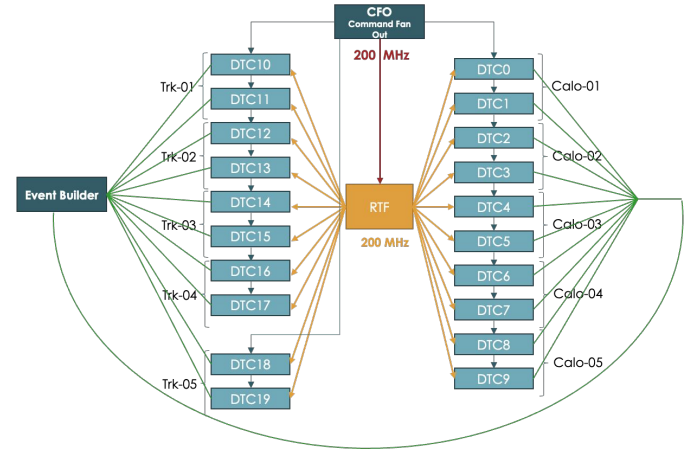 CFO
Command Fan
Out
200 MHz
DTC10
DTC11
DTC12
DTC13
DTC14
DTC15
DTC16
DTC17
DTC18
DTC19
Trk-01
Trk-02
Trk-03
Trk-04
Trk-05
Event Builder
RTF
200 MHz
DTC0
DTC1
DTC2
DTC3
DTC4
DTC5
DTC6
DTC7
DTC8
DTC9
Calo-01
Calo-02
Calo-03
Calo-04
Calo-05